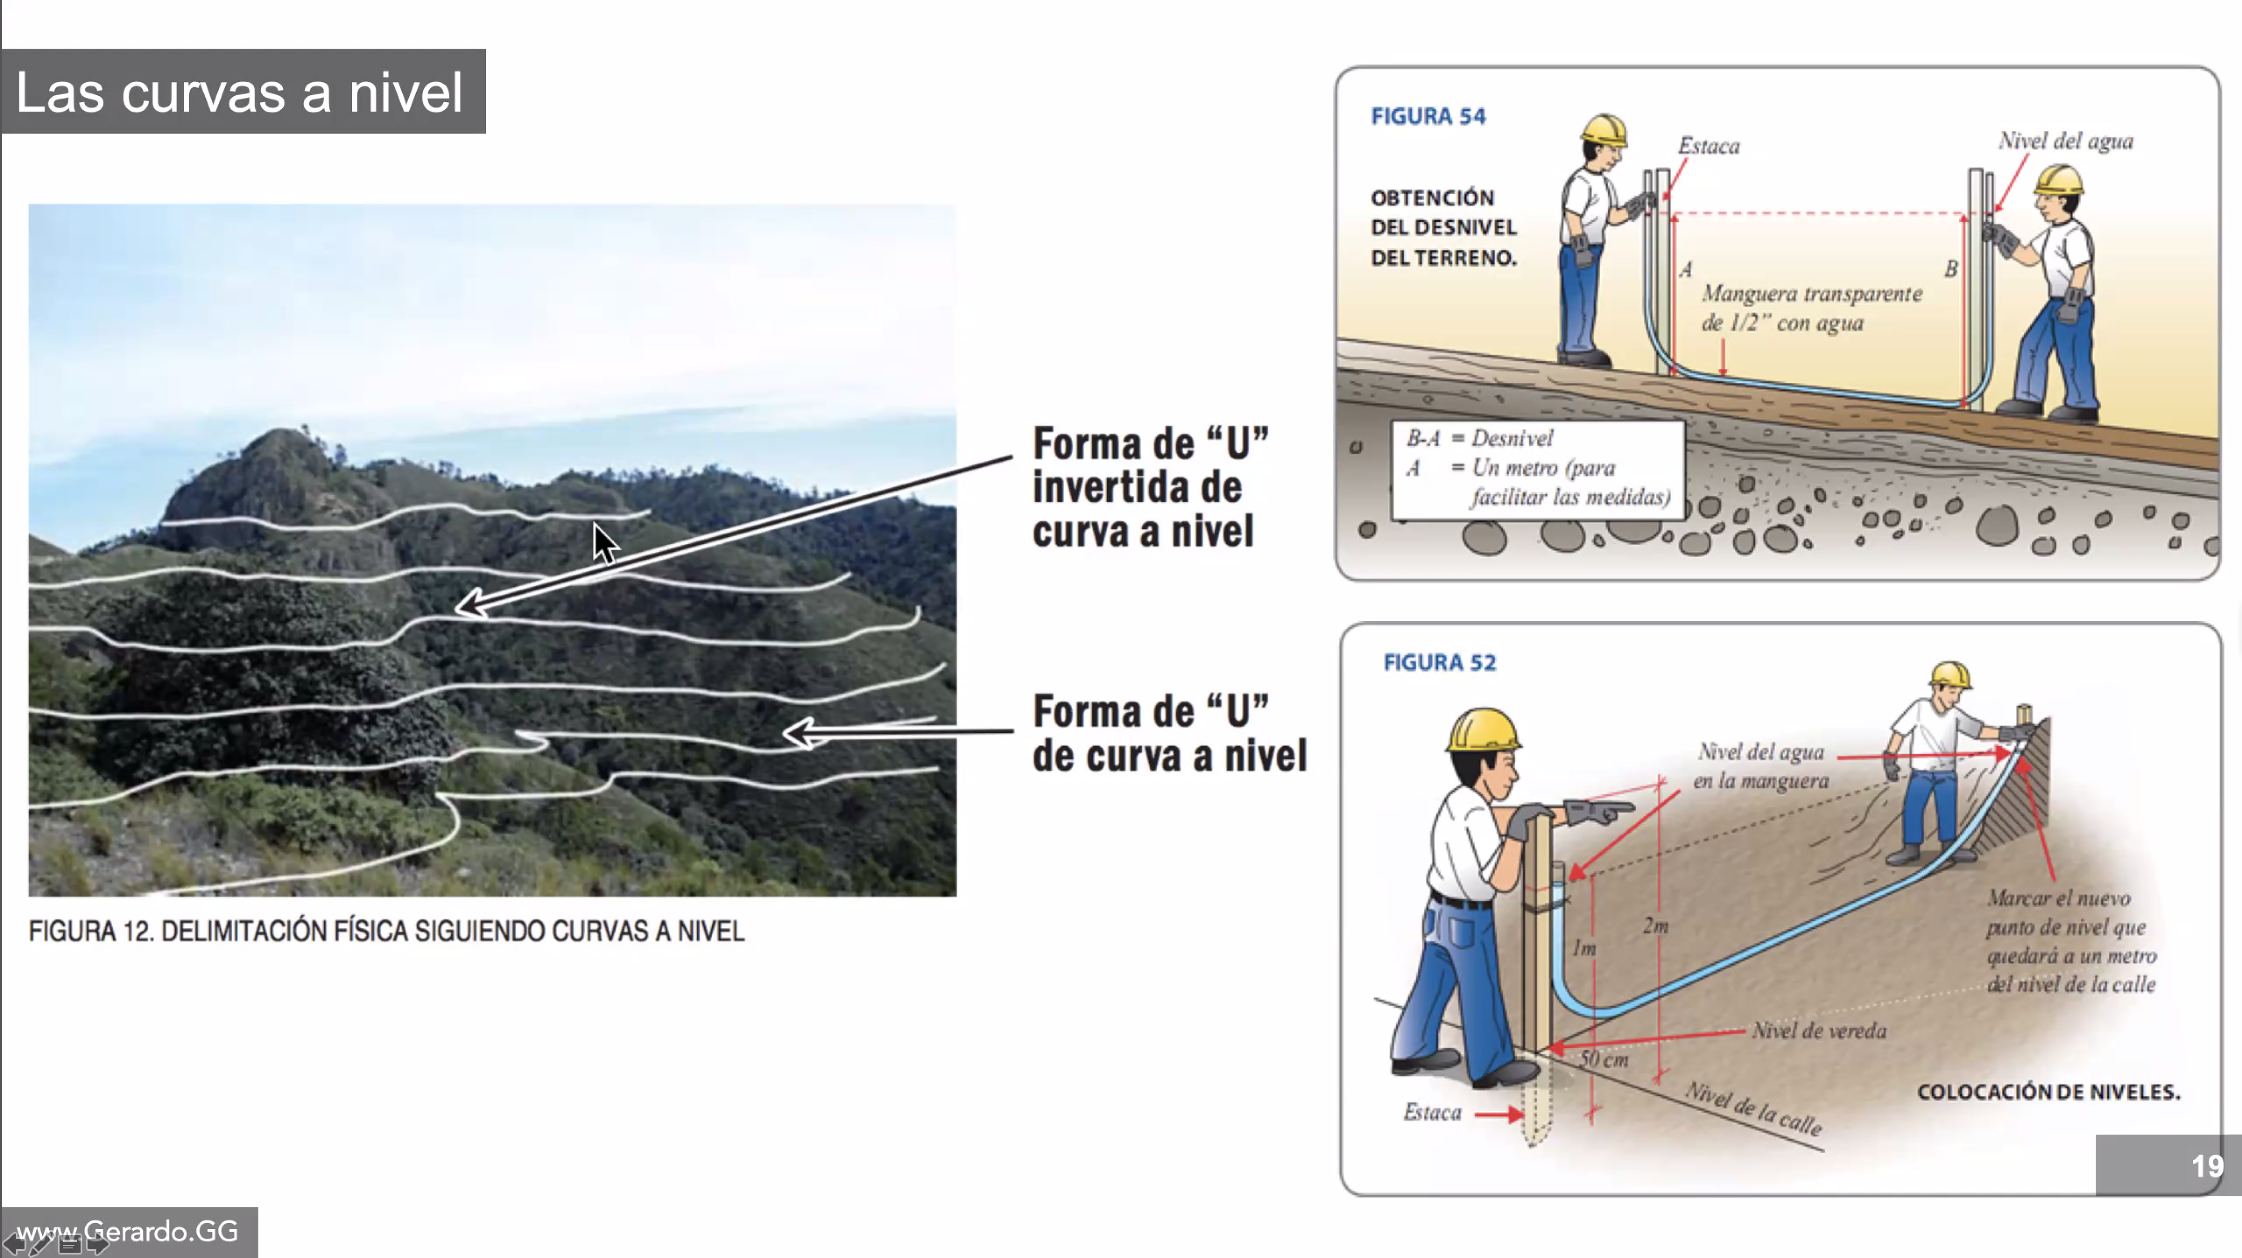 Las curvas a nivel
Forma de “U”
invertida de
curva a nivel
Forma de “U”
de curva a nivel
FIGURA 12. DELIMITACIÓN FÍSICA SIGUIENDO CURVAS A NIVEL
FIGURA 54
OBTENCIÓN
DEL DESNIVEL
DEL TERRENO.
Estaca
Nivel del agua
A
B
Manguera transparente
de 1/2” con agua
B-A = Desnivel
A = Un metro (para
facilitar las medidas)
FIGURA 52
Nivel del agua
en la manguera
1m
2m
Marcar el nuevo
punto de nivel que
quedará a un metro
del nivel de la calle
Nivel de vereda
50 cm
Nivel de la calle
Estaca
COLOCACIÓN DE NIVELES.
19
www.Gerardo.GG